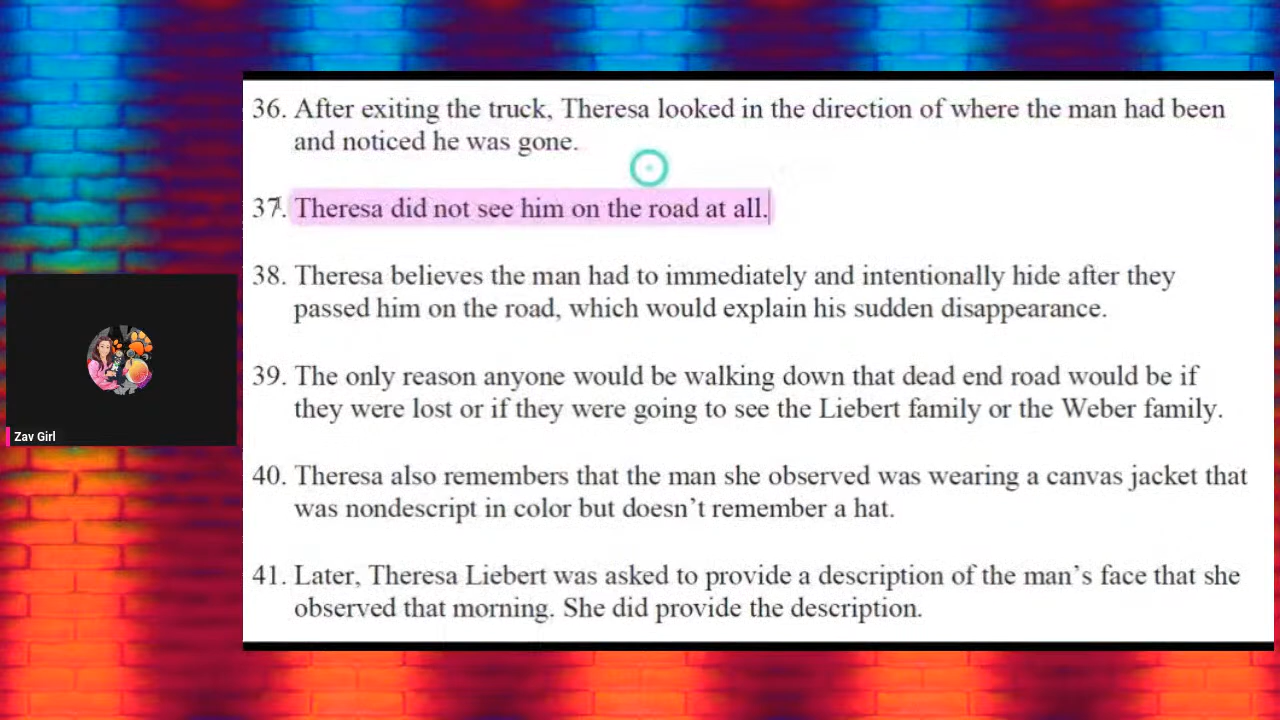 36. After exiting the truck, Theresa looked in the direction of where the man had been
and noticed he was gone.
37. Theresa did not see him on the road at all.
38. Theresa believes the man had to immediately and intentionally hide after they
passed him on the road, which would explain his sudden disappearance.
39. The only reason anyone would be walking down that dead end road would be if
they were lost or if they were going to see the Liebert family or the Weber family.
40. Theresa also remembers that the man she observed was wearing a canvas jacket that
was nondescript in color but doesn't remember a hat.
41. Later, Theresa Liebert was asked to provide a description of the man's face that she
observed that morning. She did provide the description.
Zav Girl